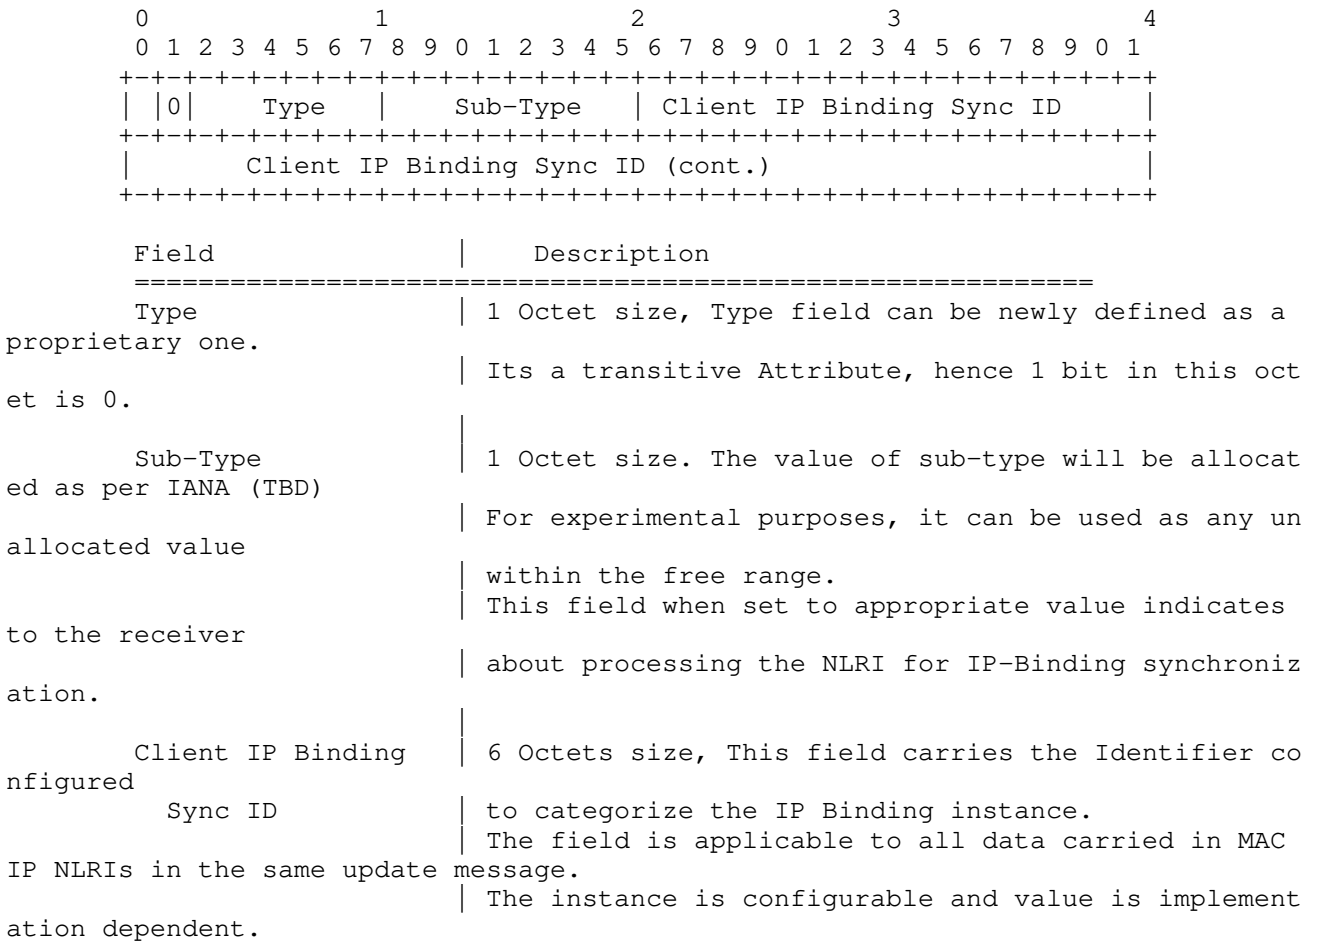 0              1               2               3               4
        0 1 2 3 4 5 6 7 8 9 0 1 2 3 4 5 6 7 8 9 0 1 2 3 4 5 6 7 8 9 0 1
       +-+-+-+-+-+-+-+-+-+-+-+-+-+-+-+-+-+-+-+-+-+-+-+-+-+-+-+-+-+-+-+-+
       | |0|    Type   |    Sub-Type   | Client IP Binding Sync ID     |
       +-+-+-+-+-+-+-+-+-+-+-+-+-+-+-+-+-+-+-+-+-+-+-+-+-+-+-+-+-+-+-+-+
       |       Client IP Binding Sync ID (cont.)                       |
       +-+-+-+-+-+-+-+-+-+-+-+-+-+-+-+-+-+-+-+-+-+-+-+-+-+-+-+-+-+-+-+-+
        Field               |    Description
        ============================================================
        Type                | 1 Octet size, Type field can be newly defined as a
proprietary one.
                            | Its a transitive Attribute, hence 1 bit in this oct
et is 0.
                            |
        Sub-Type            | 1 Octet size. The value of sub-type will be allocat
ed as per IANA (TBD)
                            | For experimental purposes, it can be used as any un
allocated value
                            | within the free range.
                            | This field when set to appropriate value indicates
to the receiver
                            | about processing the NLRI for IP-Binding synchroniz
ation.
                            |
        Client IP Binding   | 6 Octets size, This field carries the Identifier co
nfigured
          Sync ID           | to categorize the IP Binding instance.
                            | The field is applicable to all data carried in MAC
IP NLRIs in the same update message.
                            | The instance is configurable and value is implement
ation dependent.